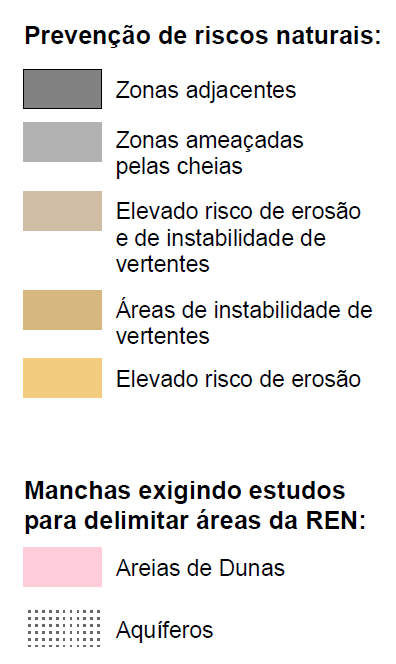 Prevenção de riscos naturais:
Zonas adjacentes
Zonas ameaçadas
pelas cheias
Elevado risco de erosão
e de instabilidade de
vertentes
Áreas de instabilidade de
vertentes
Elevado risco de erosão
Manchas exigindo estudos
para delimitar áreas da REN:
Areias de Dunas
Aquíferos